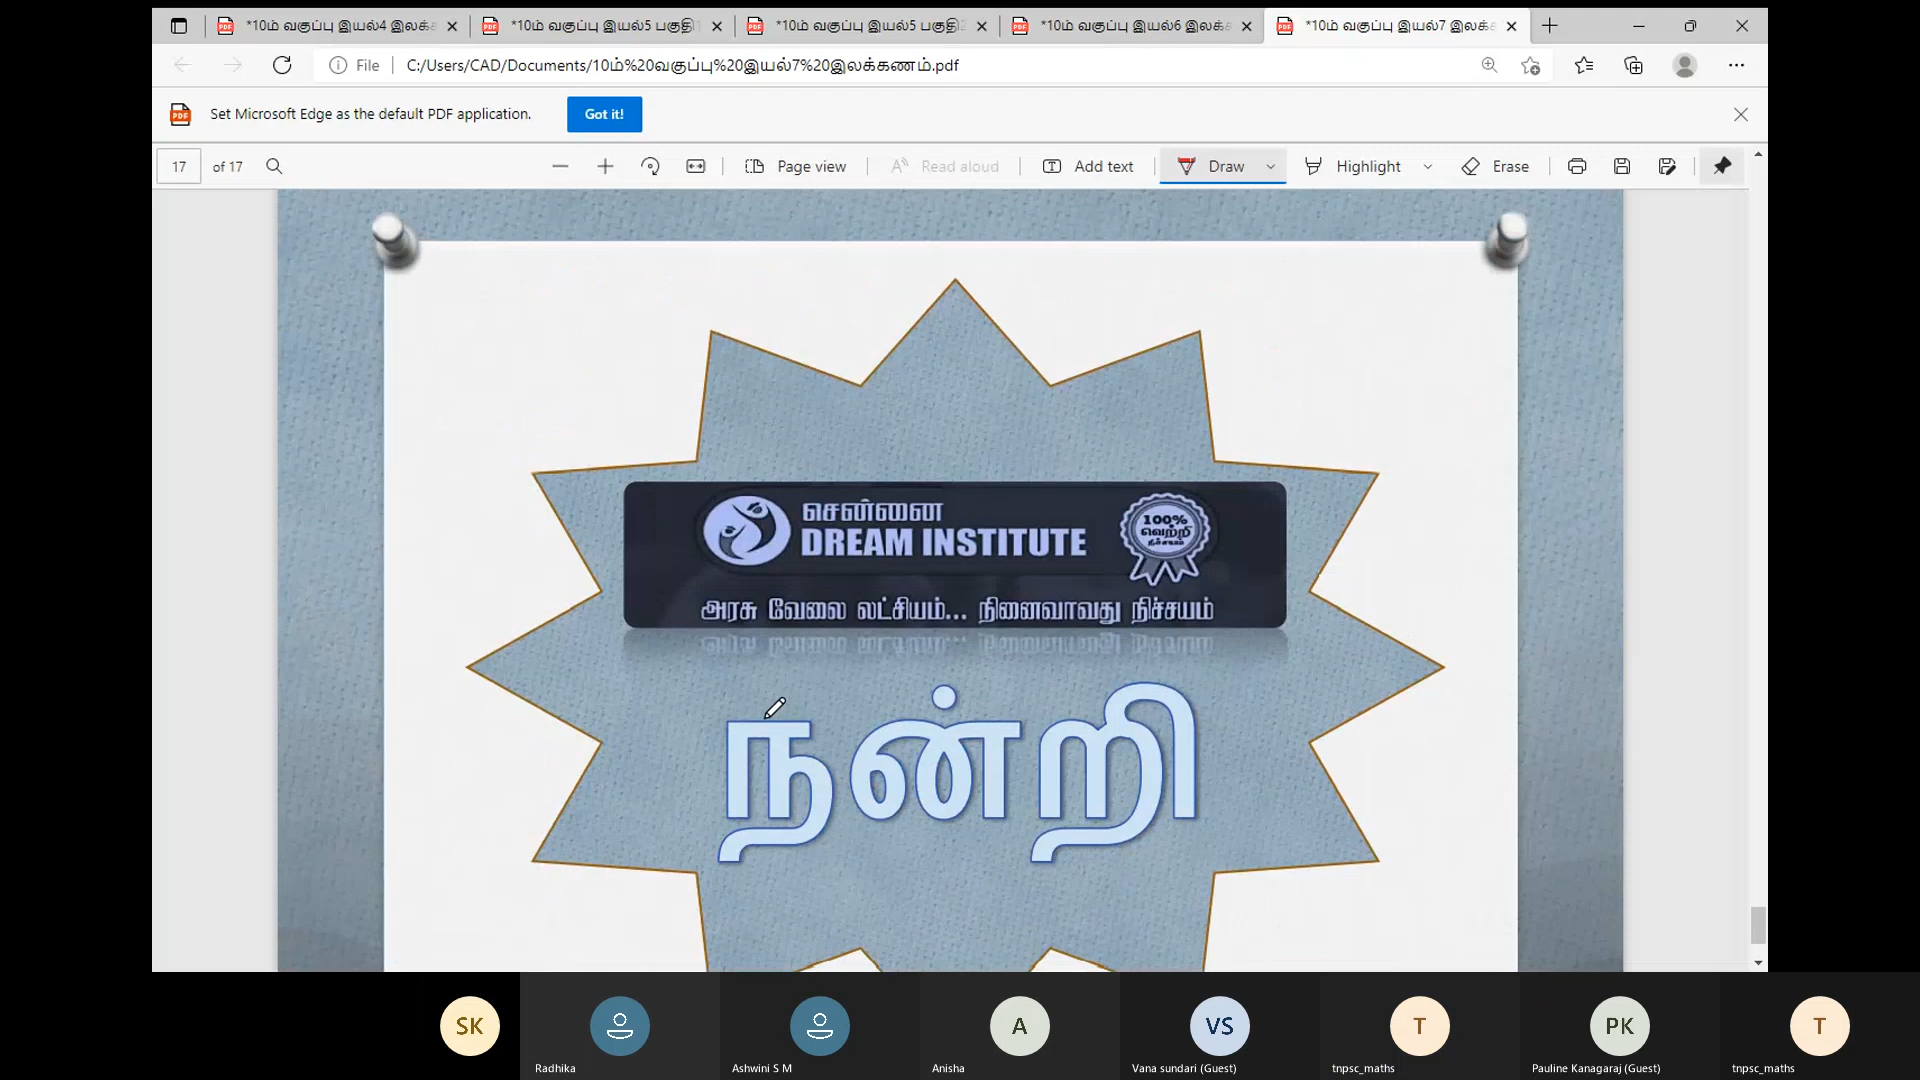 *10ம் வகுப்பு இயல்4 இலக்க
*10ம் வகுப்பு இயல்5 பகுதி
*10ம் வகுப்பு இயல்5 பகுதி2
*10ம் வகுப்பு இயல்6 இலக்க
*10ம் வகுப்பு இயல்7 இலக்க
File C:/Users/CAD/Documents/10ம்%20வகுப்பு%20இயல்7%20இலக்கணம்.pdf
Set Microsoft Edge as the default PDF application. Got it!
17 of 17 Page view Read aloud Add text Draw Highlight Erase
சென்னை
DREAM INSTITUTE
100%
வெற்றி
நிச்சயம்
அரசு வேலை லட்சியம்... நினைவாவது நிச்சயம்
நன்றி
SK
A
VS
T
PK
T
Radhika
Ashwini S M
Anisha
Vana sundari (Guest)
tnpsc_maths
Pauline Kanagaraj (Guest)
tnpsc_maths